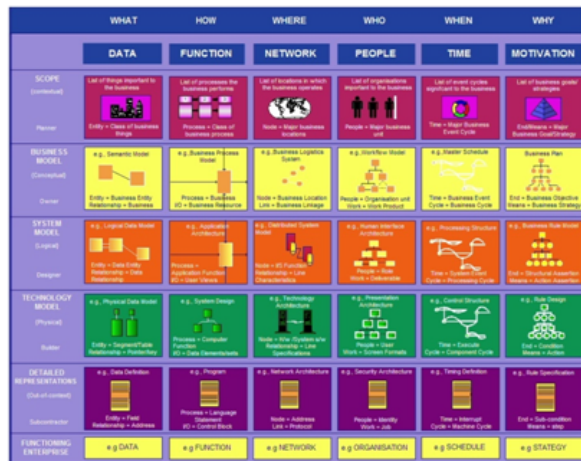 WHAT HOW WHERE WHO WHEN WHY
DATA FUNCTION NETWORK PEOPLE TIME MOTIVATION
SCOPE
(contextual)
Planner
List of things important to
the business
Entity = Class of business
things
List of processes the
business performs
Process = Class of
business process
List of locations in which
the business operates
Node = Major business
locations
List of organisations
important to the business
People = Major business
unit
List of event cycles
significant to the business
Time = Major Business
Event Cycle
List of business goals/
strategies
End/Means = Major
Business Goal/Strategy
BUSINESS
MODEL
(Conceptual)
Owner
e.g., Semantic Model
Entity = Business Entity
Relationship = Business
e.g., Business Process
Model
Process = Business
I/O = Business Resource
e.g., Business Logistics
System
Node = Business Location
Link = Business Linkage
e.g., Workflow Model
People = Organisation unit
Work = Work Product
e.g., Master Schedule
Time = Business Event
Cycle = Business Cycle
Business Plan
End = Business Objective
Means = Business Strategy
SYSTEM
MODEL
(Logical)
Designer
e.g., Logical Data Model
Entity = Data Entity
Relationship = Data
Relationship
e.g., Application
Architecture
Process =
Application Function
I/O = User Views
e.g., Distributed System
Model
Node = I/O Function
Relationship = Line
Characteristics
e.g., Human Interface
Architecture
People = Role
Work = Deliverable
e.g., Processing Structure
Time = System Event
Cycle = Processing Cycle
e.g., Business Rule Model
End = Structural Assertion
Means = Action Assertion
TECHNOLOGY
MODEL
(Physical)
Builder
e.g., Physical Data Model
Entity = Segment/Table
Relationship = Pointer/key
e.g., System Design
Process = Computer
Function
I/O = Data Elements/sets
e.g., Technology
Architecture
Node = H/w /System s/w
Relationship = Line
Specifications
e.g., Presentation
Architecture
People = User
Work = Screen Formats
e.g., Control Structure
Time = Execute
Cycle = Component Cycle
e.g., Rule Design
End = Condition
Means = Action
DETAILED
REPRESENTATIONS
(Out-of-context)
Subcontractor
e.g., Data Definition
Entity = Field
Relationship = Address
e.g., Program
Process = Language
Statement
I/O = Control Block
e.g., Network Architecture
Node = Address
Link = Protocol
e.g., Security Architecture
People = Identity
Work = Job
e.g., Timing Definition
Time = Interrupt
Cycle = Machine Cycle
e.g., Rule Specification
End = Sub-condition
Means = step
FUNCTIONING
ENTERPRISE
e.g DATA
e.g FUNCTION
e.g NETWORK
e.g ORGANISATION
e.g SCHEDULE
e.g STATEGY